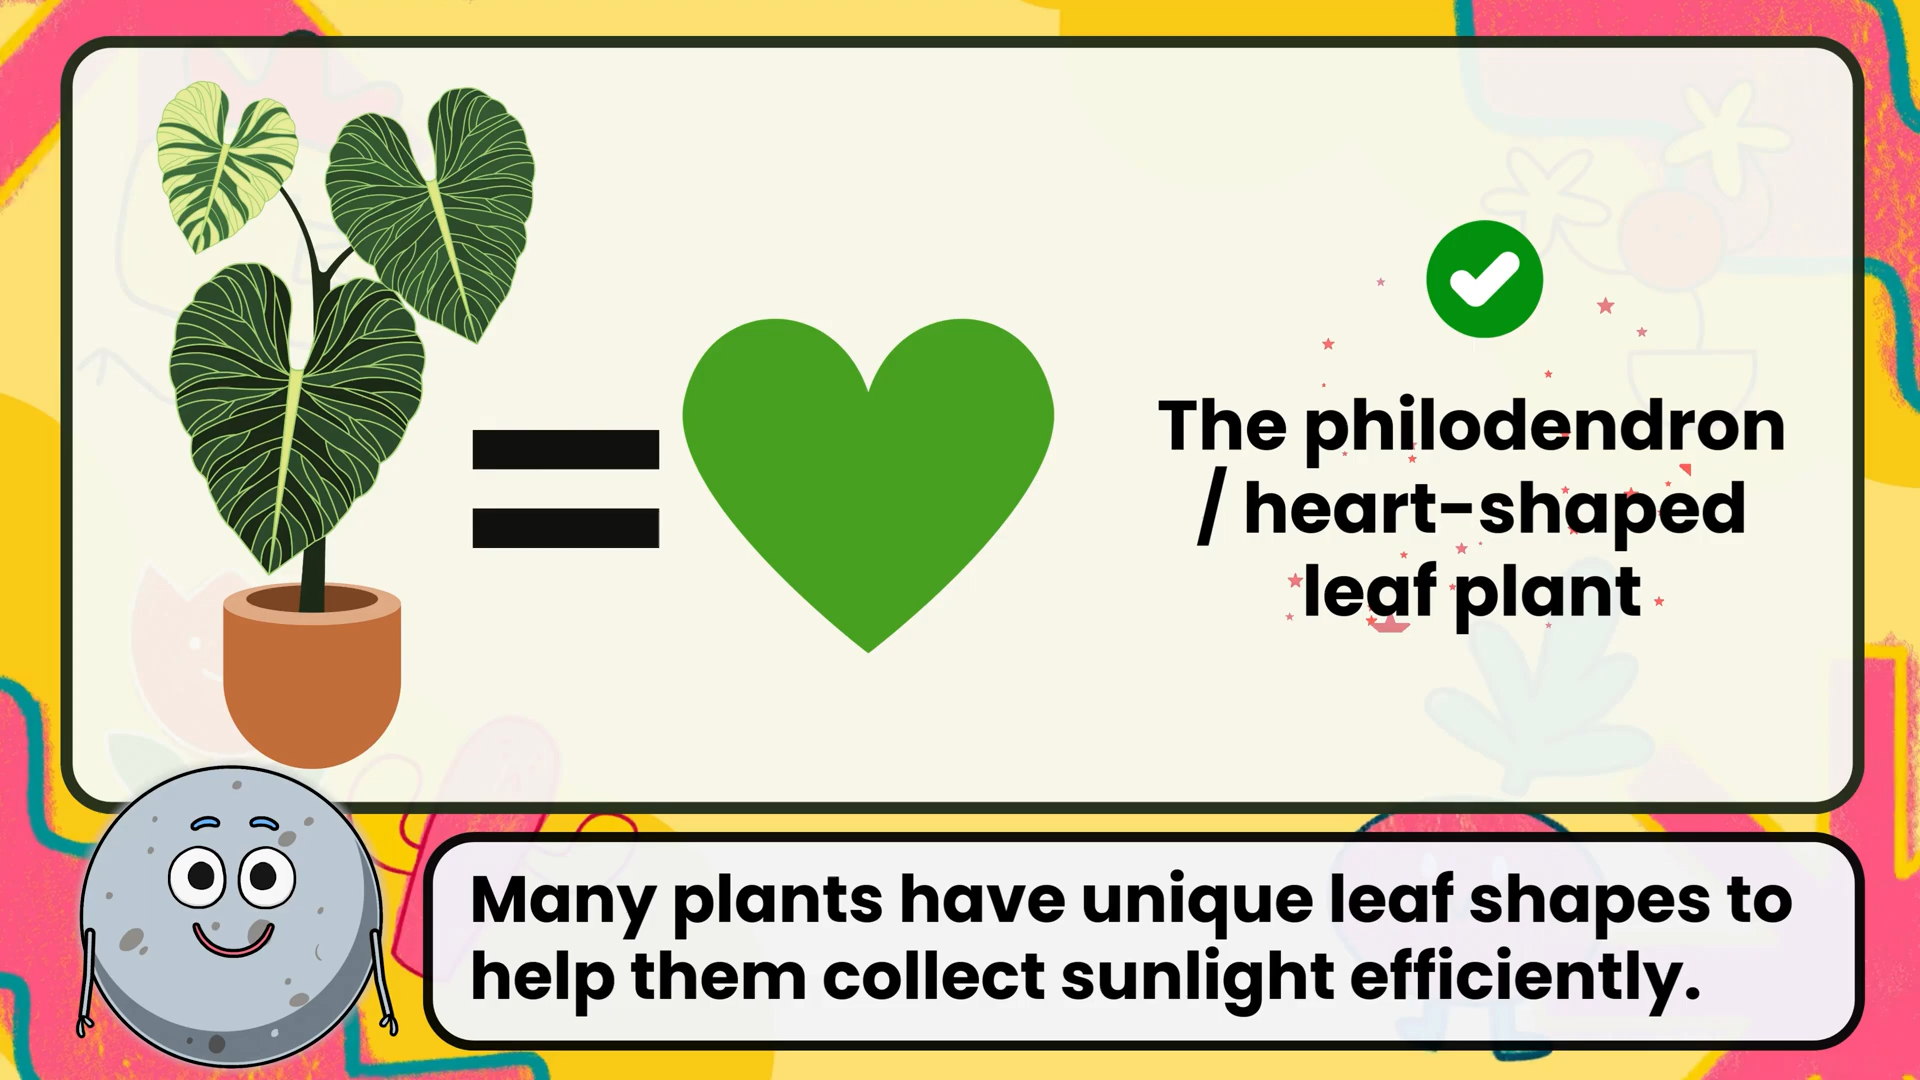 The philodendron
/ heart-shaped
leaf plant
Many plants have unique leaf shapes to
help them collect sunlight efficiently.